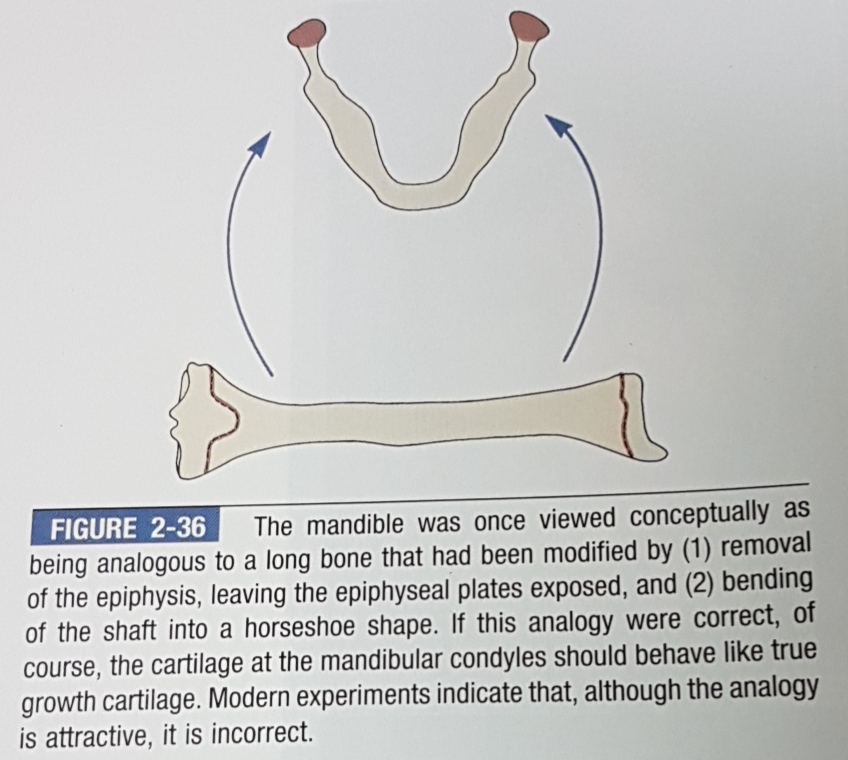 FIGURE 2-36 The mandible was once viewed conceptually as
being analogous to a long bone that had been modified by (1) removal
of the epiphysis, leaving the epiphyseal plates exposed, and (2) bending
of the shaft into a horseshoe shape. If this analogy were correct, of
course, the cartilage at the mandibular condyles should behave like true
growth cartilage. Modern experiments indicate that, although the analogy
is attractive, it is incorrect.